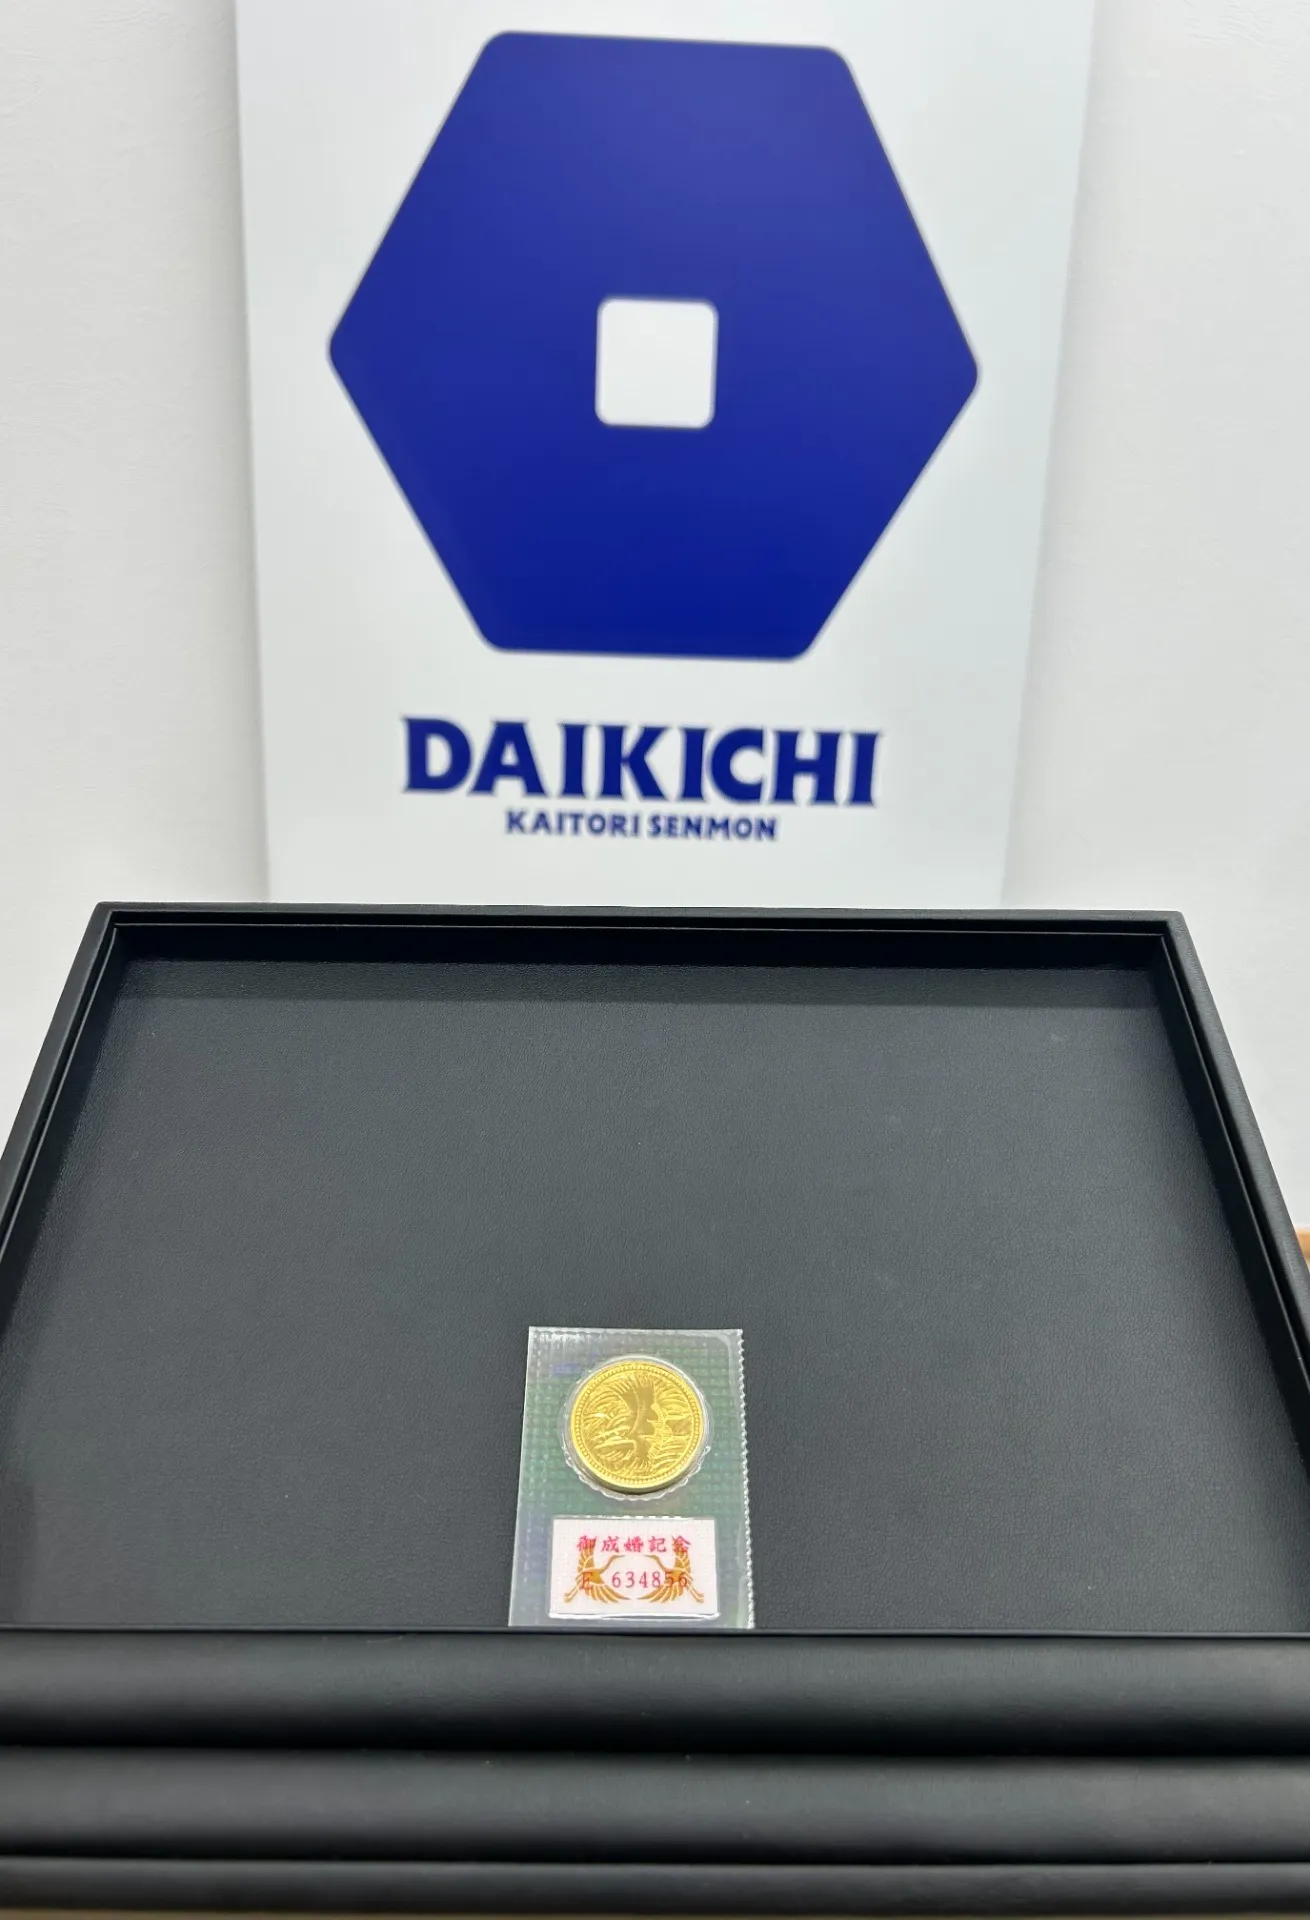 DAIKICHI
KAITORI SENMON
御成婚記念
E 634856